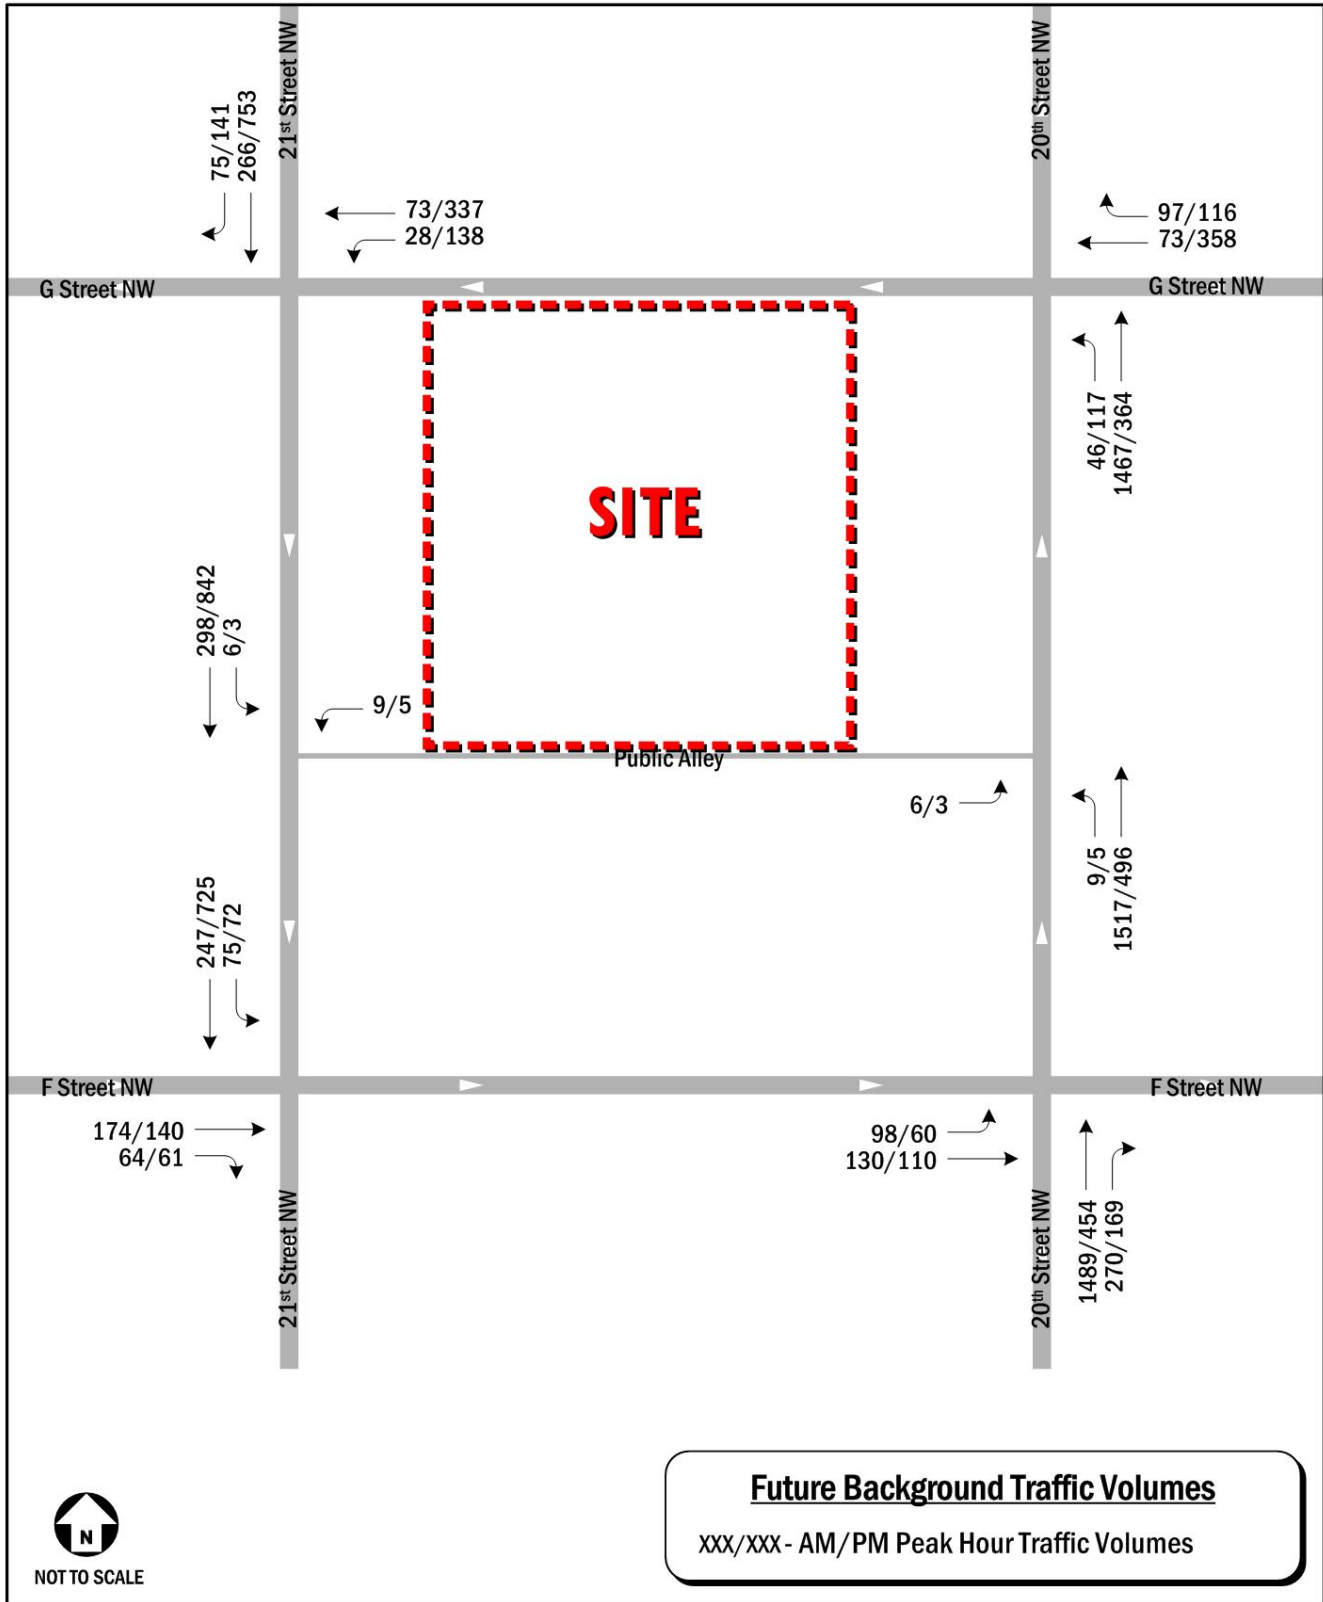 21st Street NW
20th Street NW
75/141
266/753
73/337
28/138
97/116
73/358
G Street NW
G Street NW
46/117
1467/364
SITE
298/842
6/3
9/5
Public Alley
6/3
9/5
1517/496
247/725
75/72
F Street NW
F Street NW
174/140
64/61
98/60
130/110
1489/454
270/169
21st Street NW
20th Street NW
Future Background Traffic Volumes
XXX/XXX - AM/PM Peak Hour Traffic Volumes
N
NOT TO SCALE